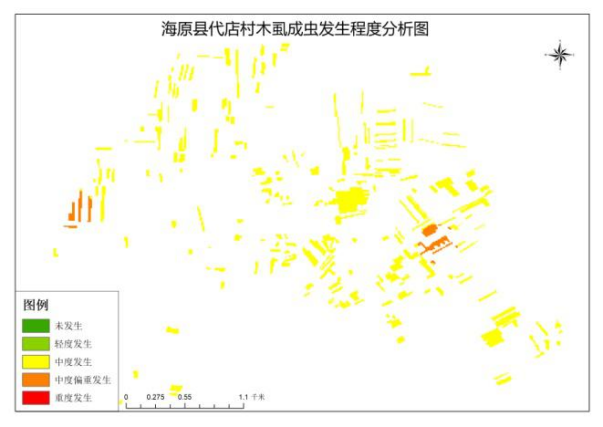 海原县代店村木虱成虫发生程度分析图
图例
未发生
轻度发生
中度发生
中度偏重发生
重度发生
0 0.275 0.55 1.1 千米